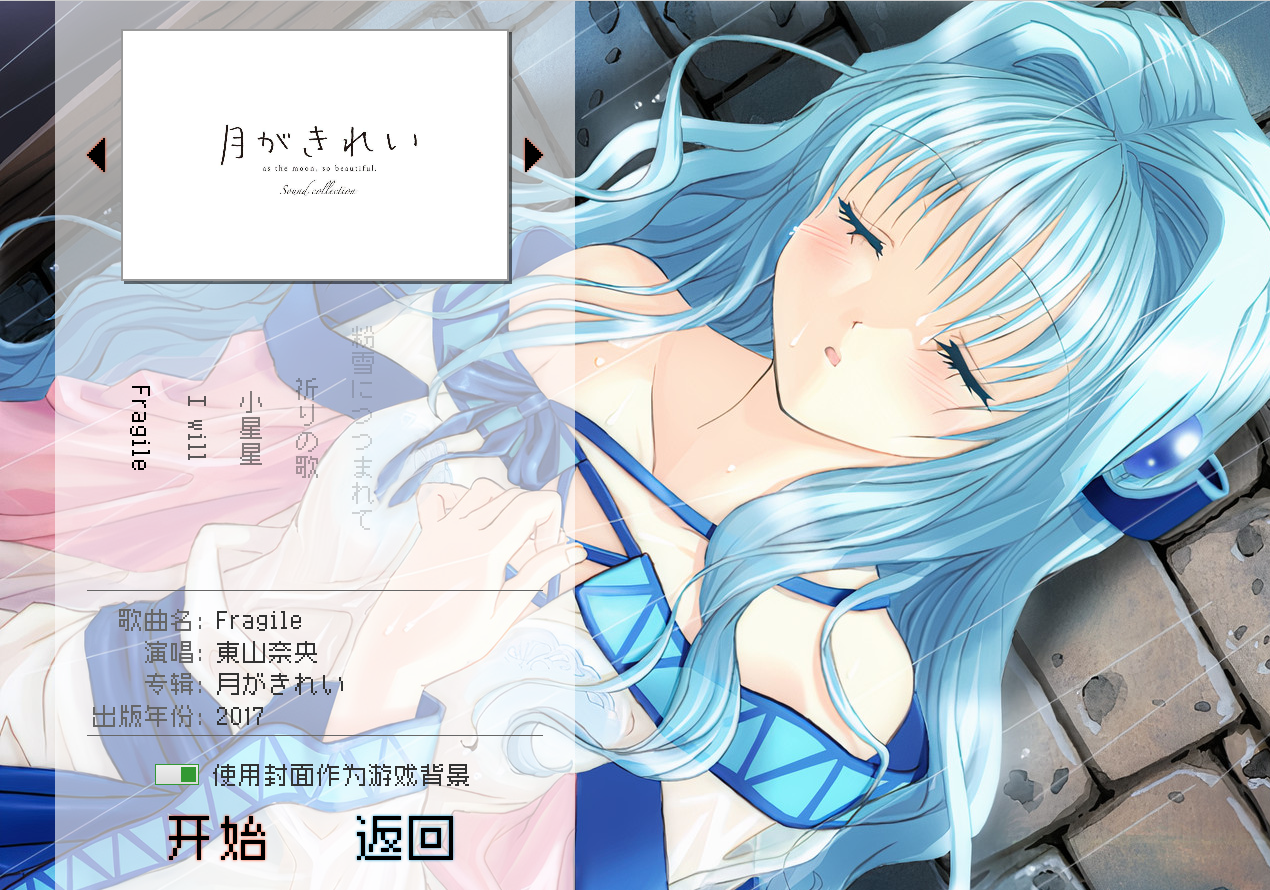 月がきれい
as the moon, so beautiful.
Sound collection
Fragile
I will
小星星
祈りの歌
粉雪につつまれて
歌曲名: Fragile
演唱: 東山奈央
专辑: 月がきれい
出版年份: 2017
使用封面作为游戏背景
开始 返回